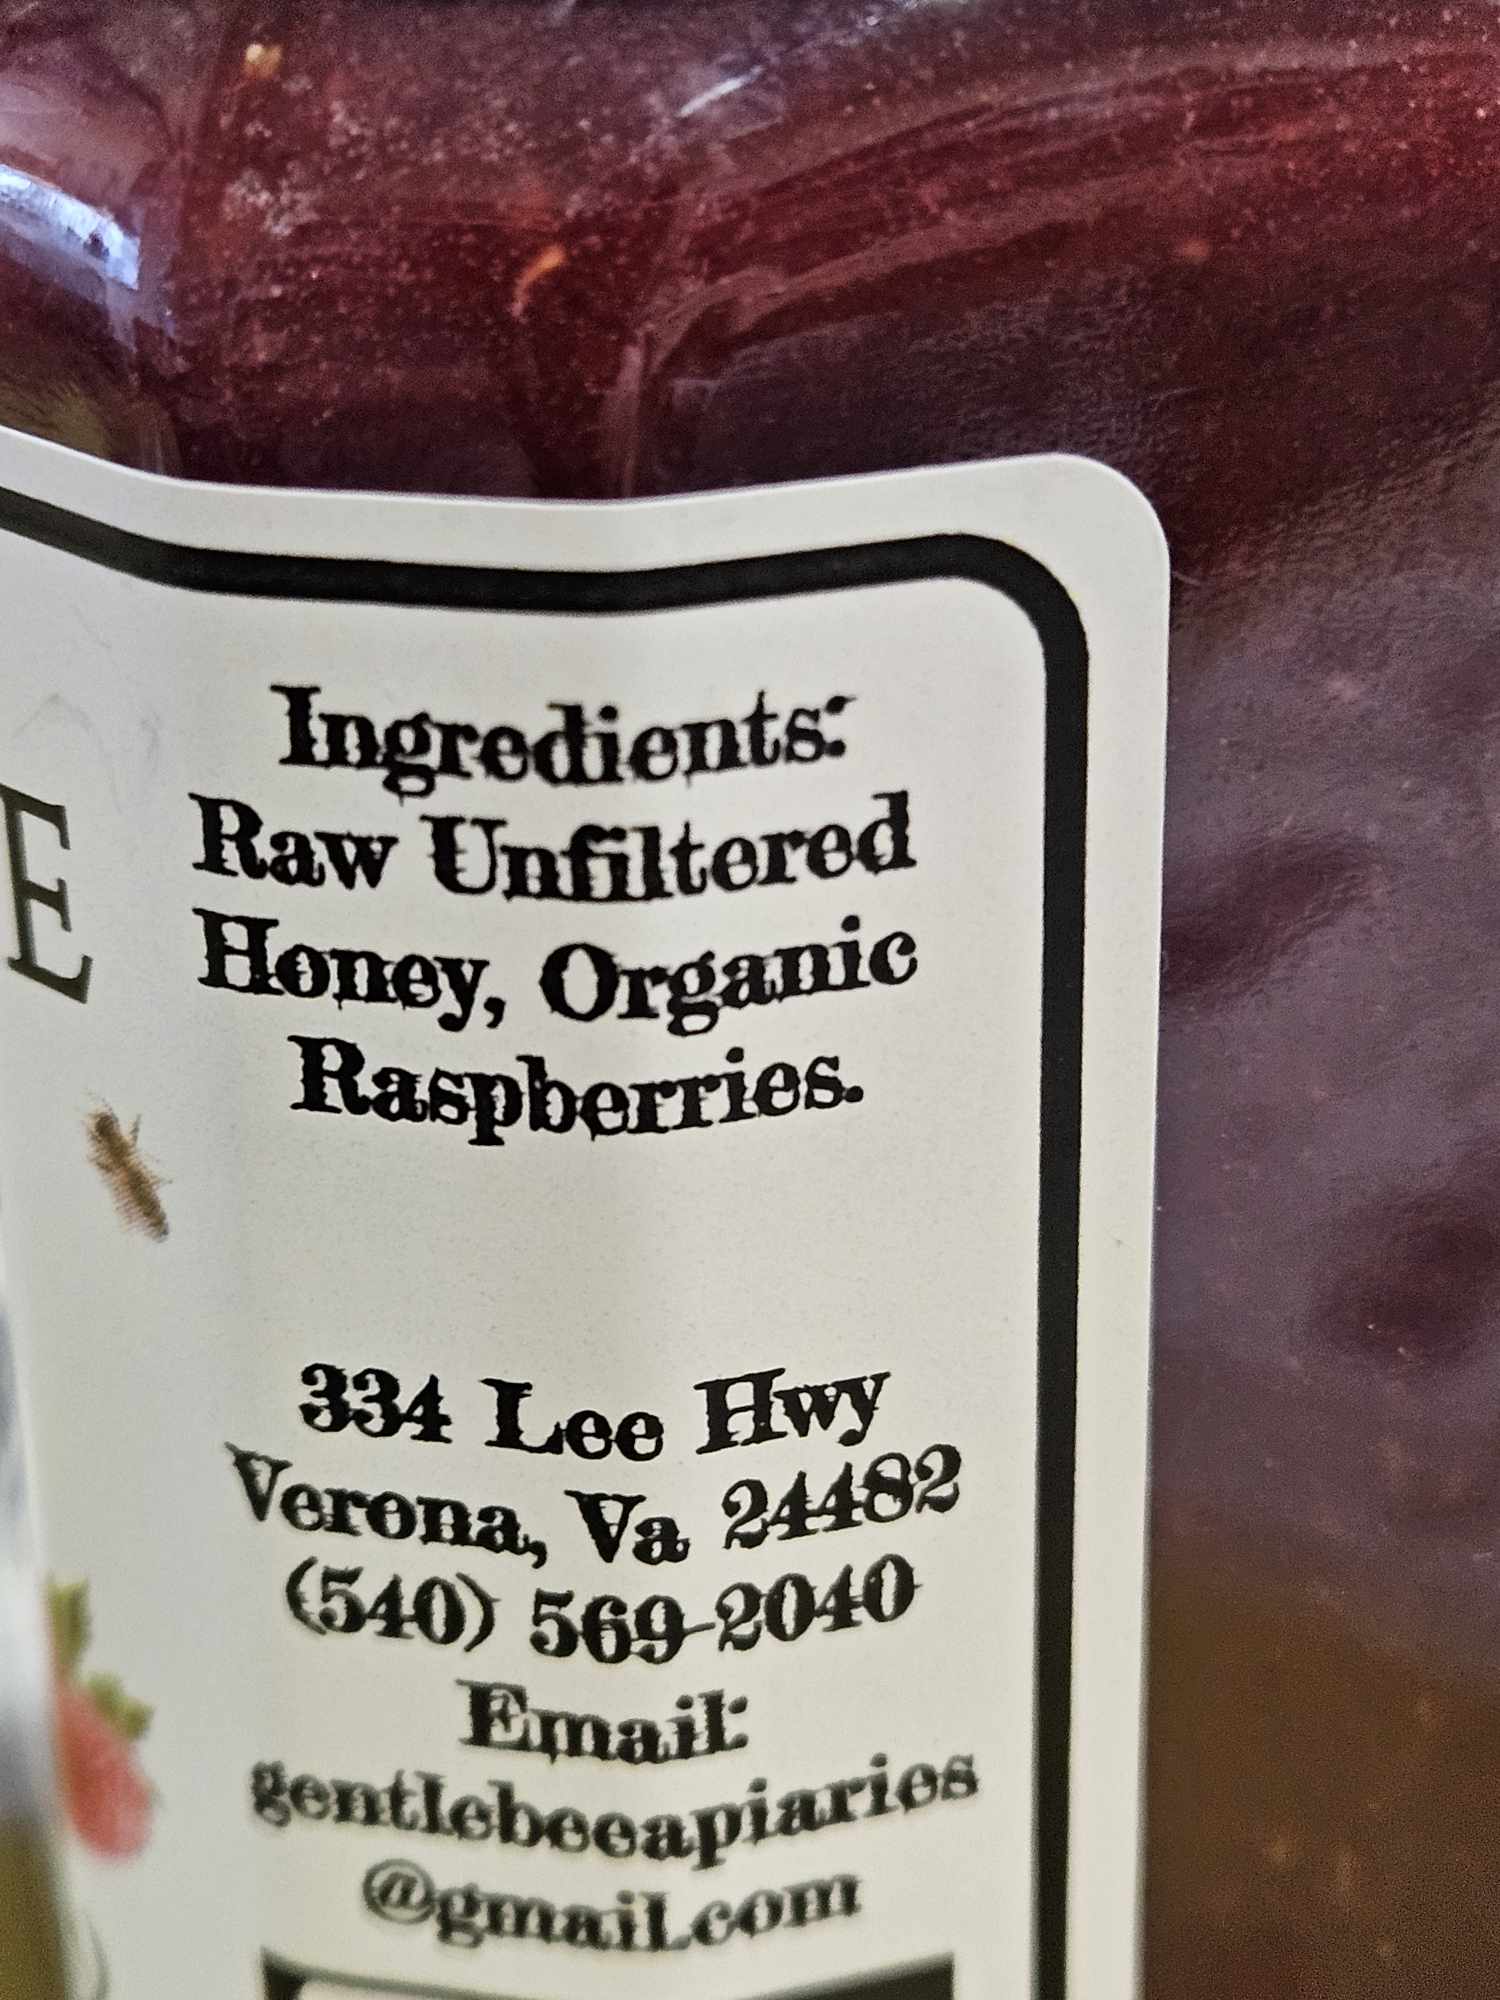 E
Ingredients:
Raw Unfiltered
Honey, Organic
Raspberries.
334 Lee Hwy
Verona, Va 24482
(540) 569-2040
Email:
gentlebeeapiaries
@gmail.com